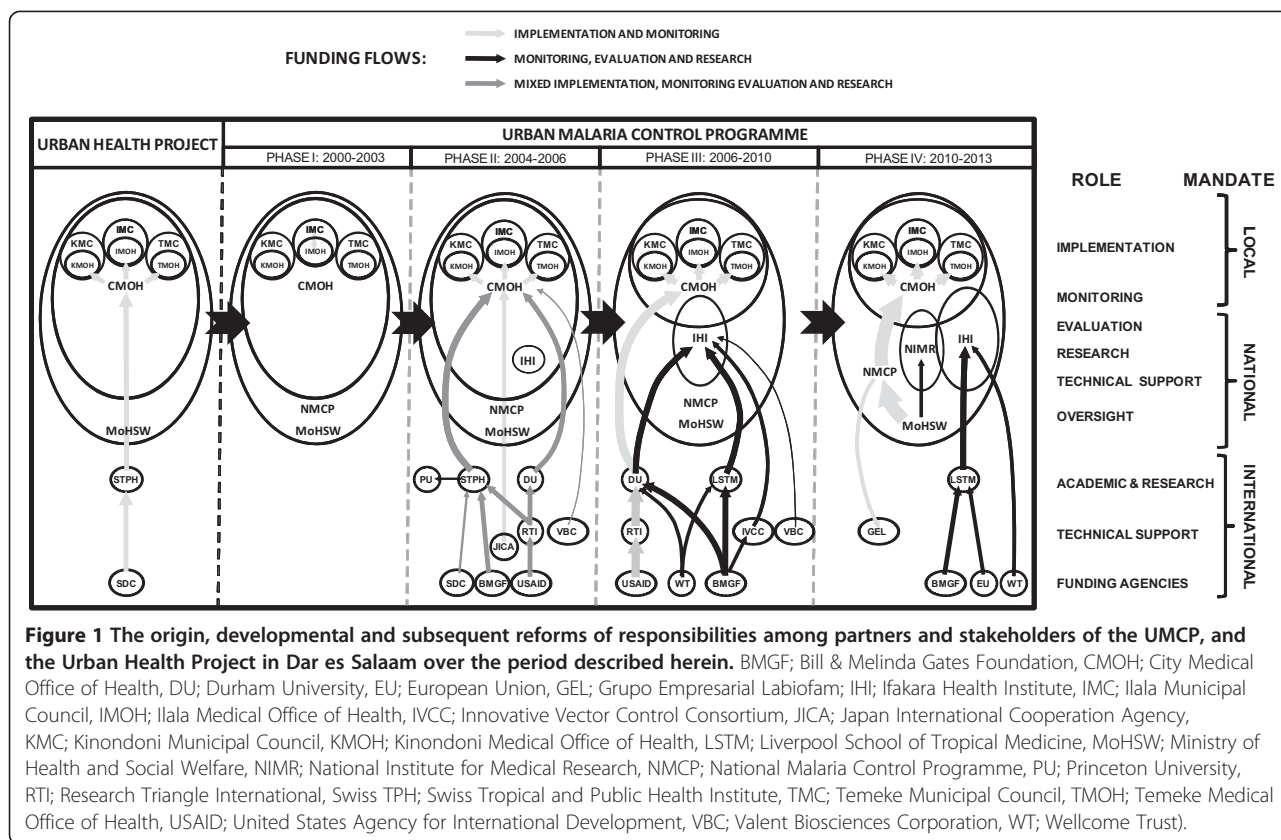 FUNDING FLOWS:
IMPLEMENTATION AND MONITORING
MONITORING, EVALUATION AND RESEARCH
MIXED IMPLEMENTATION, MONITORING EVALUATION AND RESEARCH
URBAN HEALTH PROJECT
URBAN MALARIA CONTROL PROGRAMME
PHASE I: 2000-2003
PHASE II: 2004-2006
PHASE III: 2006-2010
PHASE IV: 2010-2013
ROLE
MANDATE
KMC
IMC
TMC
KMOH
IMOH
TMOH
CMOH
MoHSW
STPH
SDC
KMC
IMC
TMC
KMOH
IMOH
TMOH
CMOH
NMCP
MoHSW
KMC
IMC
TMC
KMOH
IMOH
TMOH
CMOH
IHI
NMCP
MoHSW
PU
STPH
DU
JICA
RTI
VBC
SDC
BMGF
USAID
KMC
IMC
TMC
KMOH
IMOH
TMOH
CMOH
IHI
NMCP
MoHSW
DU
LSTM
RTI
IVCC
VBC
USAID
WT
BMGF
KMC
IMC
TMC
KMOH
IMOH
TMOH
CMOH
NIMR
IHI
NMCP
MoHSW
LSTM
GEL
BMGF
EU
WT
IMPLEMENTATION
MONITORING
EVALUATION
RESEARCH
TECHNICAL SUPPORT
OVERSIGHT
ACADEMIC & RESEARCH
TECHNICAL SUPPORT
FUNDING AGENCIES
LOCAL
NATIONAL
INTERNATIONAL
Figure 1 The origin, developmental and subsequent reforms of responsibilities among partners and stakeholders of the UMCP, and
the Urban Health Project in Dar es Salaam over the period described herein. BMGF; Bill & Melinda Gates Foundation, CMOH; City Medical
Office of Health, DU; Durham University, EU; European Union, GEL; Grupo Empresarial Labiofam; IHI; Ifakara Health Institute, IMC; Ilala Municipal
Council, IMOH; Ilala Medical Office of Health, IVCC; Innovative Vector Control Consortium, JICA; Japan International Cooperation Agency,
KMC; Kinondoni Municipal Council, KMOH; Kinondoni Medical Office of Health, LSTM; Liverpool School of Tropical Medicine, MoHSW; Ministry of
Health and Social Welfare, NIMR; National Institute for Medical Research, NMCP; National Malaria Control Programme, PU; Princeton University,
RTI; Research Triangle International, Swiss TPH; Swiss Tropical and Public Health Institute, TMC; Temeke Municipal Council, TMOH; Temeke Medical
Office of Health, USAID; United States Agency for International Development, VBC; Valent Biosciences Corporation, WT; Wellcome Trust).